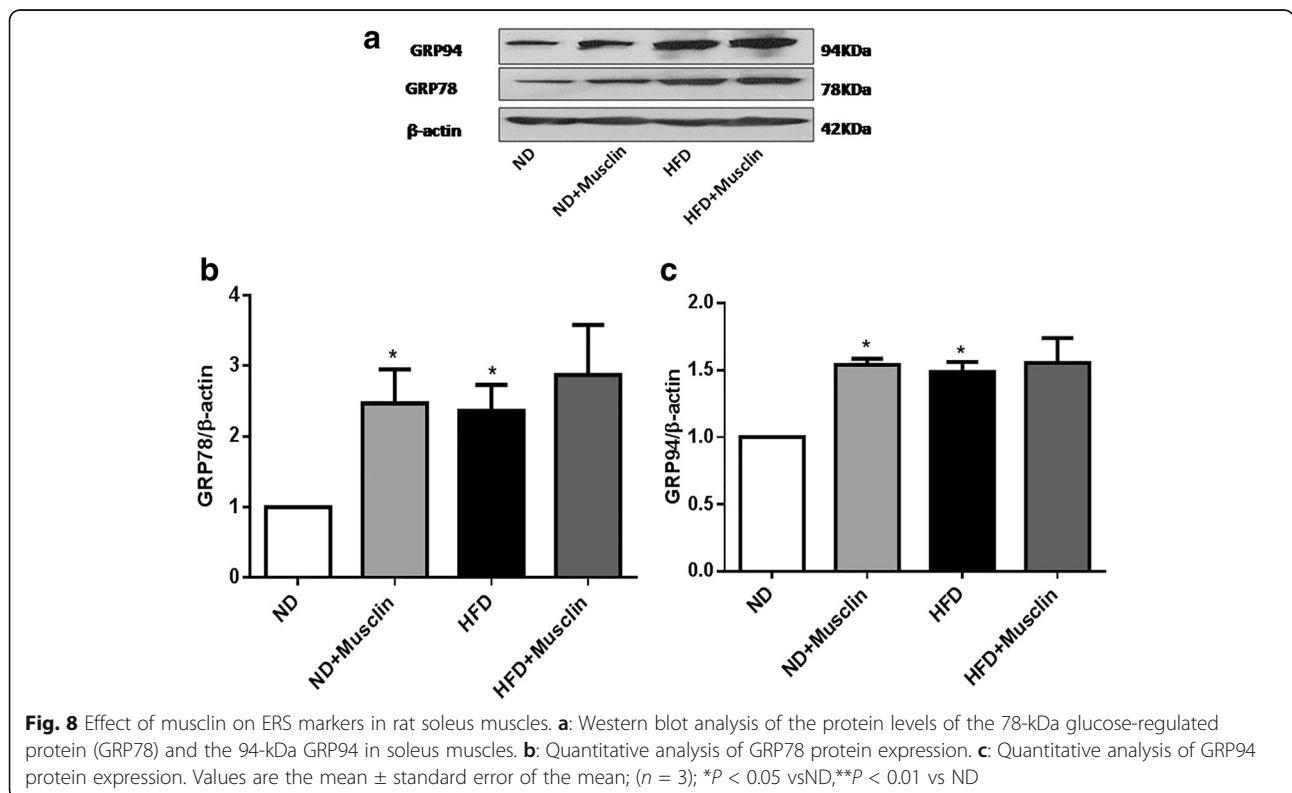 a
GRP94 94KDa
GRP78 78KDa
β-actin 42KDa
ND ND+Musclin HFD HFD+Musclin
b
GRP78/β-actin
4
3
2
1
0
* *
ND ND+Musclin HFD HFD+Musclin
c
GRP94/β-actin
2.0
1.5
1.0
0.5
0.0
* *
ND ND+Musclin HFD HFD+Musclin
Fig. 8 Effect of musclin on ERS markers in rat soleus muscles. a: Western blot analysis of the protein levels of the 78-kDa glucose-regulated
protein (GRP78) and the 94-kDa GRP94 in soleus muscles. b: Quantitative analysis of GRP78 protein expression. c: Quantitative analysis of GRP94
protein expression. Values are the mean ± standard error of the mean; (n = 3); *P < 0.05 vsND,**P < 0.01 vs ND